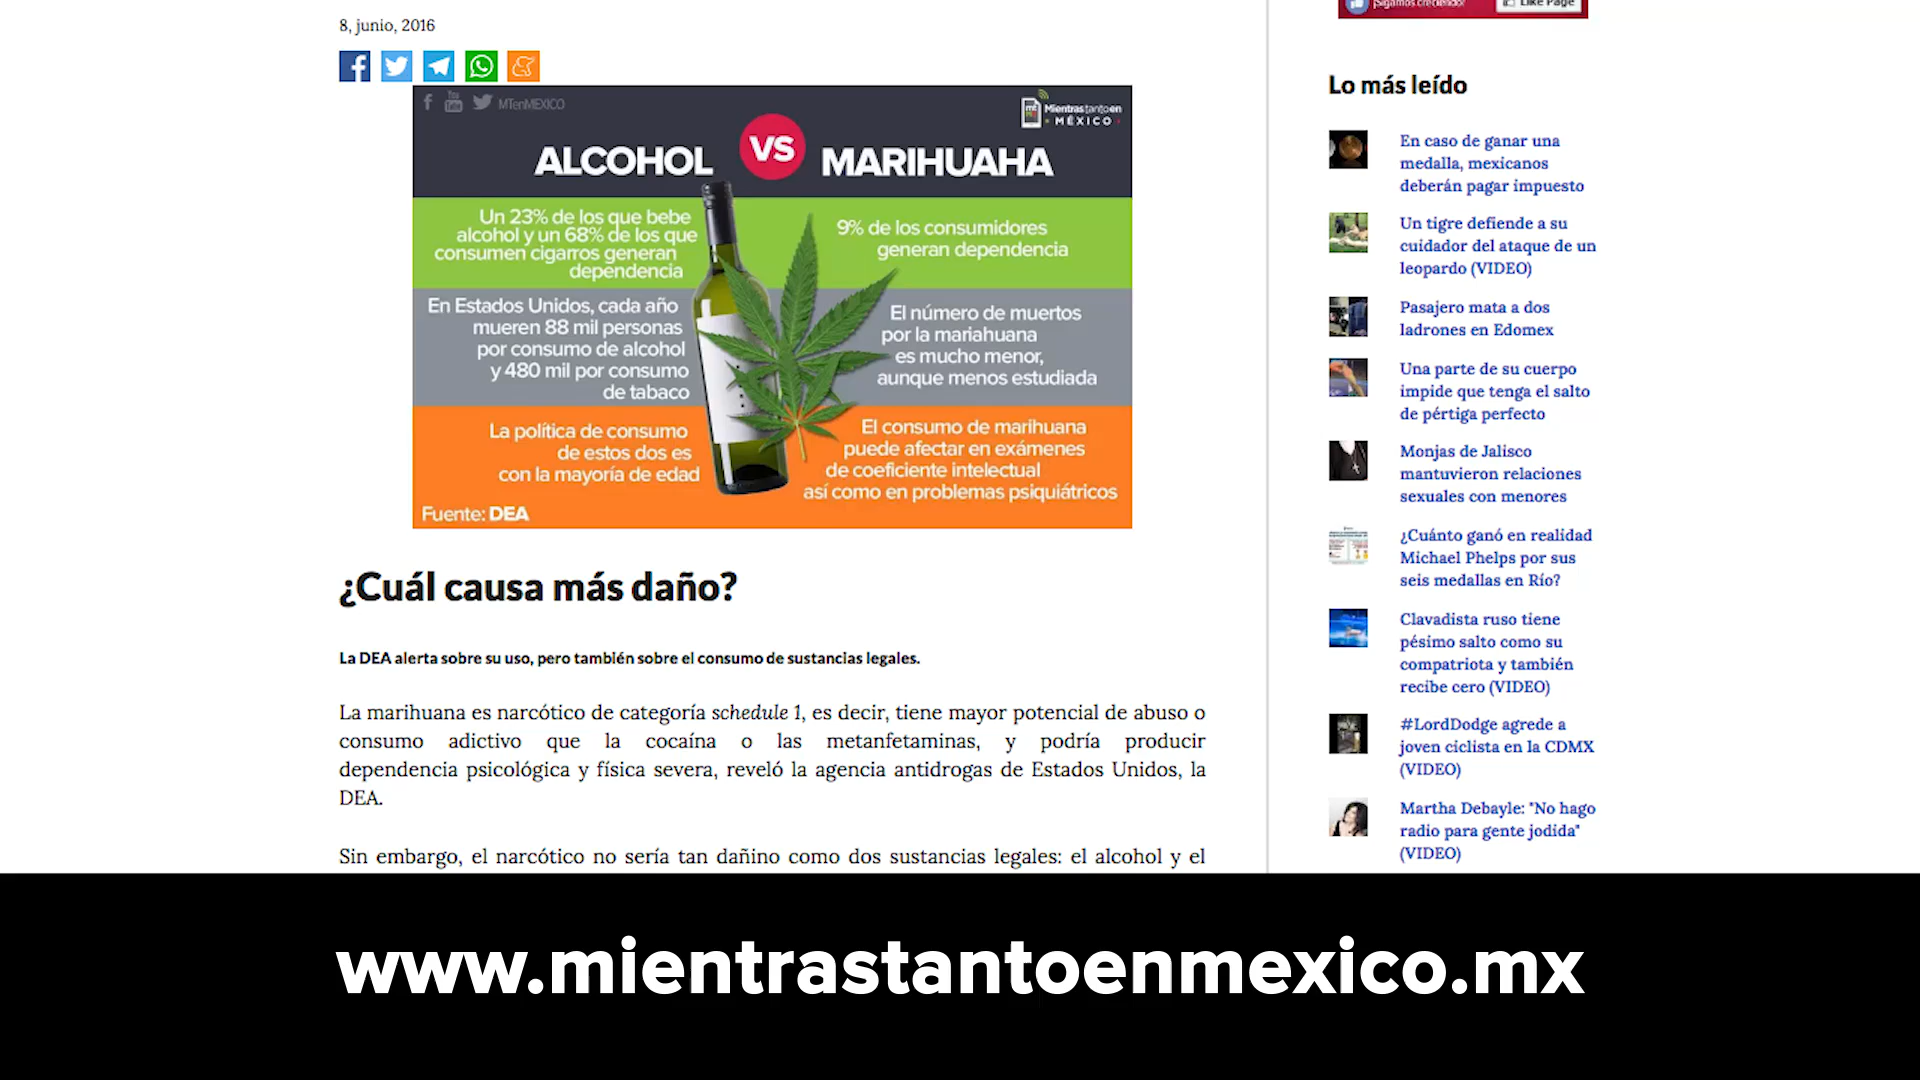 8, junio, 2016
MTenMEXICO
Mientrastantoen
MÉXICO
ALCOHOL VS MARIHUAHA
Un 23% de los que bebe
alcohol y un 68% de los que
consumen cigarros generan
dependencia
9% de los consumidores
generan dependencia
En Estados Unidos, cada año
mueren 88 mil personas
por consumo de alcohol
y 480 mil por consumo
de tabaco
El número de muertos
por la mariahuana
es mucho menor,
aunque menos estudiada
La política de consumo
de estos dos es
con la mayoría de edad
El consumo de marihuana
puede afectar en exámenes
de coeficiente intelectual
así como en problemas psiquiátricos
Fuente: DEA
¿Cuál causa más daño?
La DEA alerta sobre su uso, pero también sobre el consumo de sustancias legales.
La marihuana es narcótico de categoría schedule 1, es decir, tiene mayor potencial de abuso o
consumo adictivo que la cocaína o las metanfetaminas, y podría producir
dependencia psicológica y física severa, reveló la agencia antidrogas de Estados Unidos, la
DEA.
Sin embargo, el narcótico no sería tan dañino como dos sustancias legales: el alcohol y el
¡Sigamos creciendo!
Like Page
Lo más leído
En caso de ganar una
medalla, mexicanos
deberán pagar impuesto
Un tigre defiende a su
cuidador del ataque de un
leopardo (VIDEO)
Pasajero mata a dos
ladrones en Edomex
Una parte de su cuerpo
impide que tenga el salto
de pértiga perfecto
Monjas de Jalisco
mantuvieron relaciones
sexuales con menores
¿Cuánto ganó en realidad
Michael Phelps por sus
seis medallas en Río?
Clavadista ruso tiene
pésimo salto como su
compatriota y también
recibe cero (VIDEO)
#LordDodge agrede a
joven ciclista en la CDMX
(VIDEO)
Martha Debayle: "No hago
radio para gente jodida"
(VIDEO)
www.mientrastantoenmexico.mx